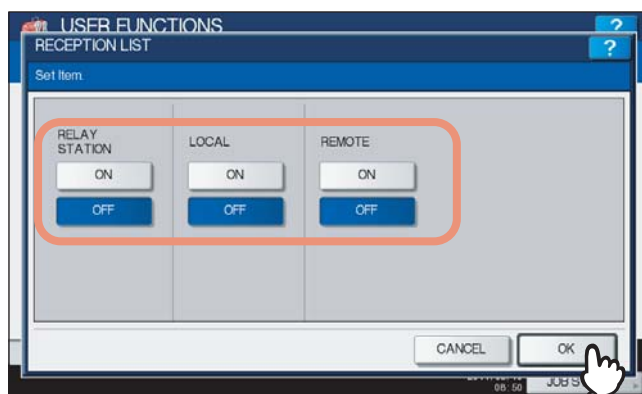 USER FUNCTIONS
?
RECEPTION LIST
?
Set Item.
RELAY STATION
LOCAL
REMOTE
ON
ON
ON
OFF
OFF
OFF
CANCEL
OK
06:50
JOB S